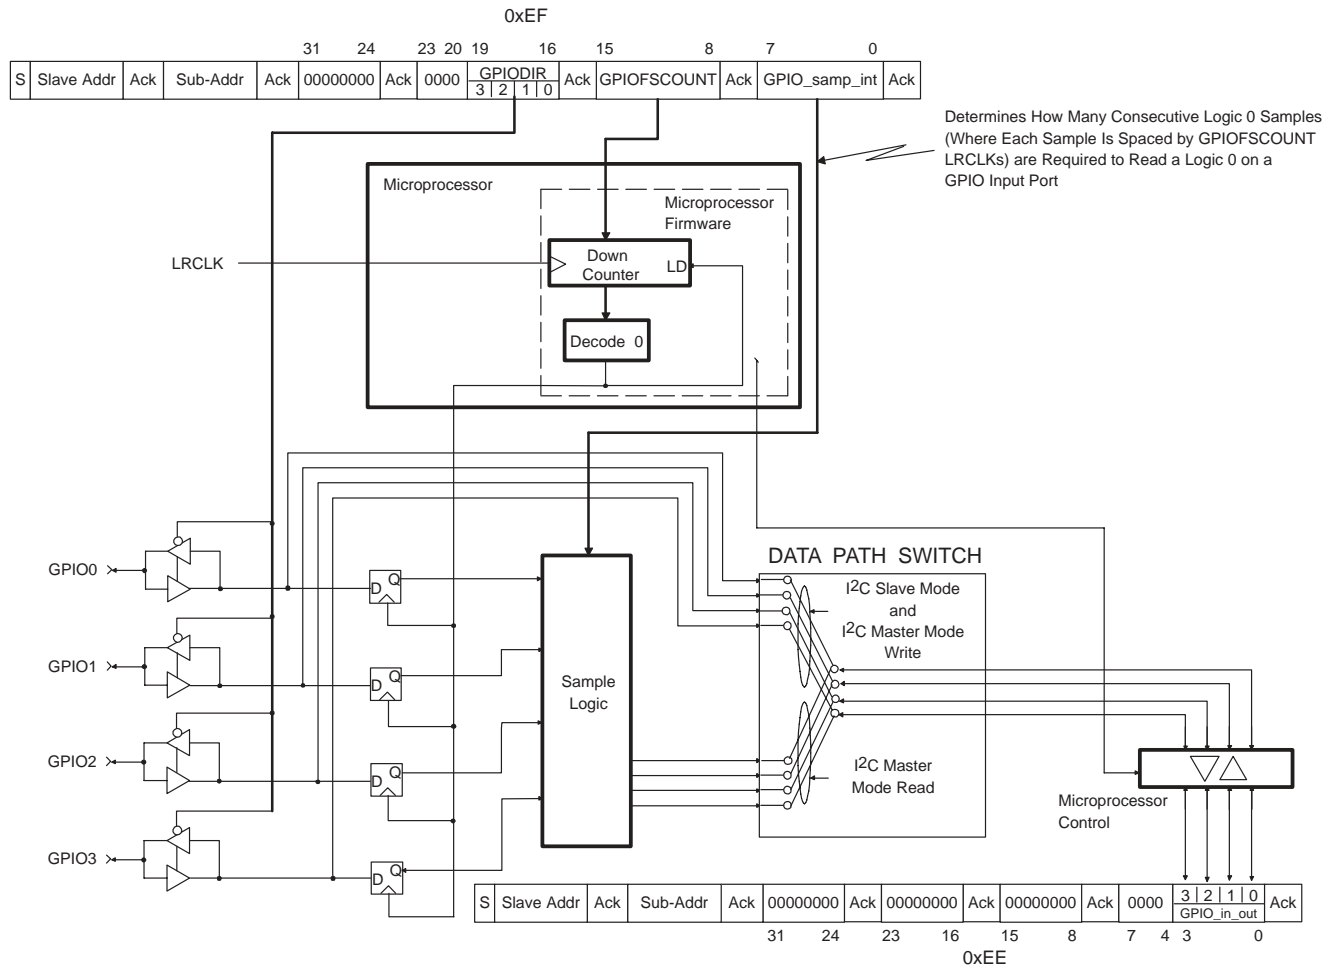 0xEF
31 24 23 20 19 16 15 8 7 0
S Slave Addr Ack Sub-Addr Ack 00000000 Ack 0000 GPIODIR Ack GPIOFSCOUNT Ack GPIO_samp_int Ack
3 2 1 0
Determines How Many Consecutive Logic 0 Samples
(Where Each Sample Is Spaced by GPIOFSCOUNT
LRCLKs) are Required to Read a Logic 0 on a
GPIO Input Port
Microprocessor
Microprocessor
Firmware
LRCLK
Down
Counter
LD
Decode 0
DATA PATH SWITCH
GPIO0
D Q
I2C Slave Mode
and
I2C Master Mode
Write
GPIO1
D Q
Sample
Logic
GPIO2
D Q
I2C Master
Mode Read
Microprocessor
Control
GPIO3
D Q
S Slave Addr Ack Sub-Addr Ack 00000000 Ack 00000000 Ack 00000000 Ack 0000 3 2 1 0 Ack
GPIO_in_out
31 24 23 16 15 8 7 4 3 0
0xEE